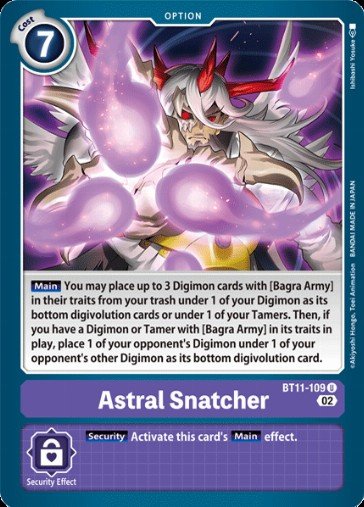 OPTION
Cost
7
Ishibashi Yosuke
©Akiyoshi Hongo, Toei Animation BANDAI MADE IN JAPAN
Main You may place up to 3 Digimon cards with [Bagra Army]
in their traits from your trash under 1 of your Digimon as its
bottom digivolution cards or under 1 of your Tamers. Then, if
you have a Digimon or Tamer with [Bagra Army] in its traits in
play, place 1 of your opponent's Digimon under 1 of your
opponent's other Digimon as its bottom digivolution card.
BT11-109 U
Astral Snatcher
02
Security Activate this card's Main effect.
Security Effect